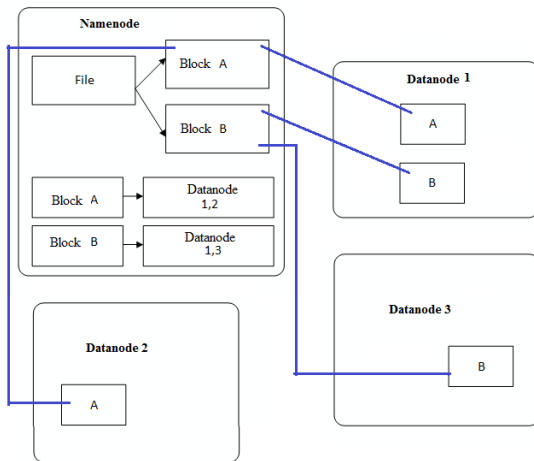 Namenode
File
Block A
Block B
Block A
Datanode
1,2
Block B
Datanode
1,3
Datanode 1
A
B
Datanode 2
A
Datanode 3
B